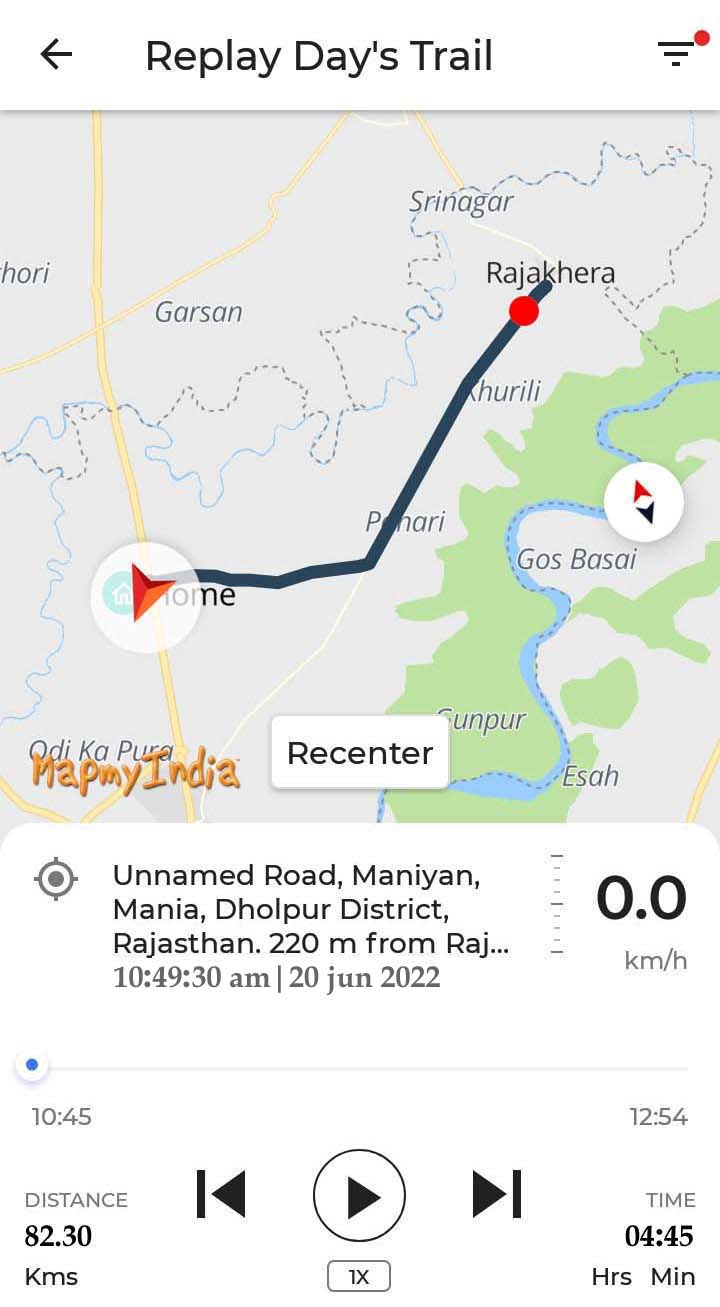 Replay Day's Trail
Srinagar
Rajakhera
hori
Garsan
Khurili
Pahari
Gos Basai
Home
Gunpur
Odi Ka Pura
MapmyIndia
Recenter
Esah
Unnamed Road, Maniyan,
Mania, Dholpur District,
Rajasthan. 220 m from Raj...
10:49:30 am | 20 jun 2022
0.0
km/h
10:45
12:54
DISTANCE
TIME
82.30
04:45
Kms
1X
Hrs Min